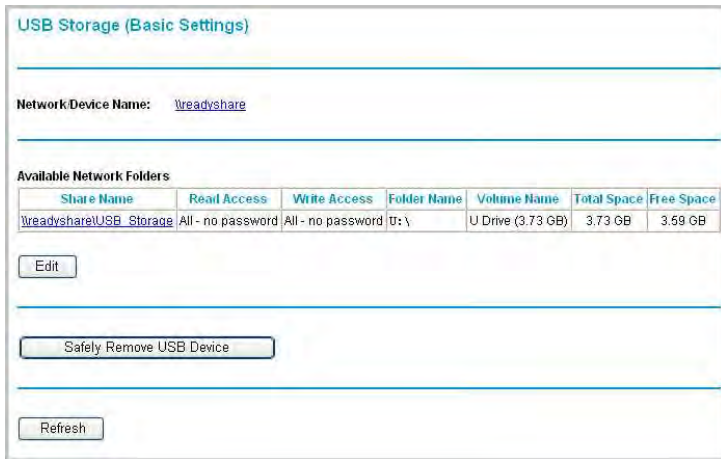 USB Storage (Basic Settings)
Network/Device Name: \\readyshare
Available Network Folders
Share Name Read Access Write Access Folder Name Volume Name Total Space Free Space
\\readyshare\USB_Storage All - no password All - no password U:\ U Drive (3.73 GB) 3.73 GB 3.59 GB
Edit
Safely Remove USB Device
Refresh